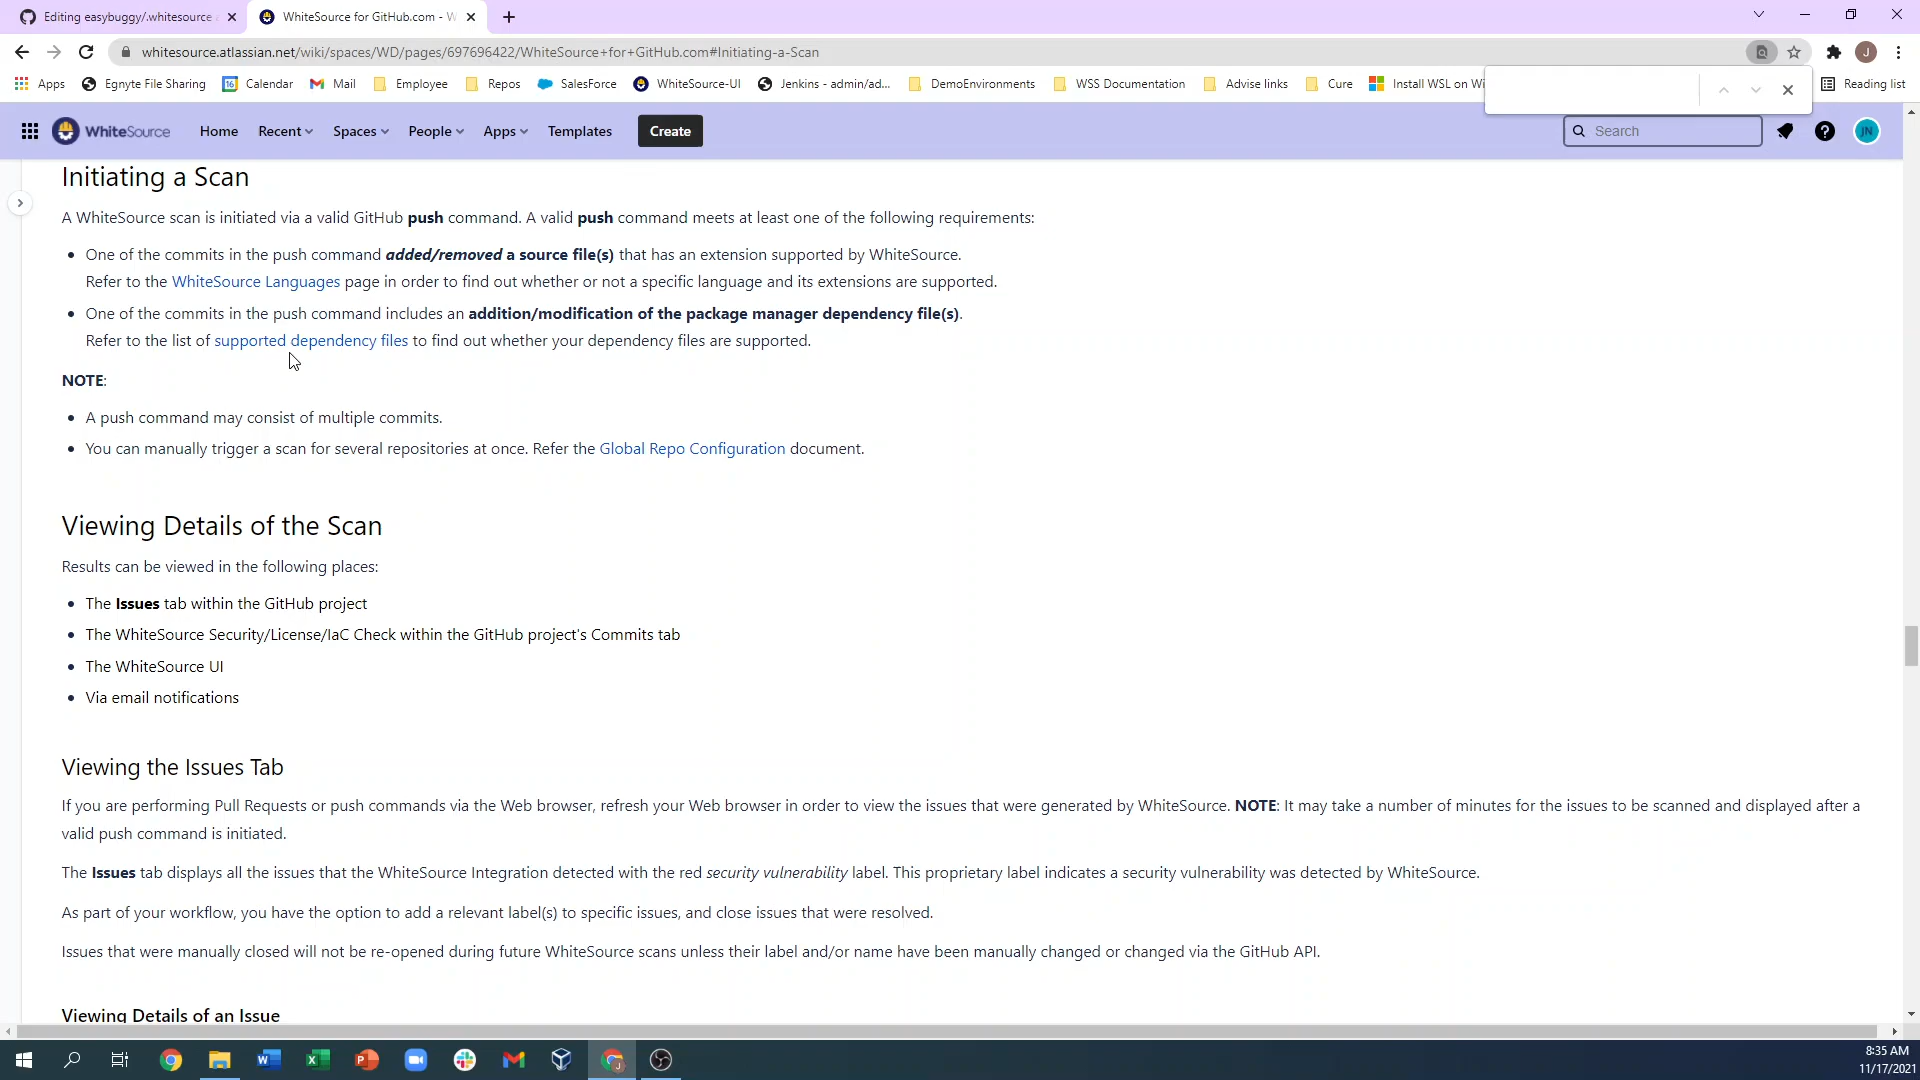 Editing easybuggy/.whitesource
WhiteSource for GitHub.com - W
whitesource.atlassian.net/wiki/spaces/WD/pages/697696422/WhiteSource+for+GitHub.com#Initiating-a-Scan
J
Apps
Egnyte File Sharing
16
Calendar
Mail
Employee
Repos
SalesForce
WhiteSource-UI
Jenkins - admin/ad...
DemoEnvironments
WSS Documentation
Advise links
Cure
Install WSL on Wi
Reading list
WhiteSource
Home
Recent
Spaces
People
Apps
Templates
Create
Search
JN
Initiating a Scan
A WhiteSource scan is initiated via a valid GitHub push command. A valid push command meets at least one of the following requirements:
• One of the commits in the push command added/removed a source file(s) that has an extension supported by WhiteSource.
Refer to the WhiteSource Languages page in order to find out whether or not a specific language and its extensions are supported.
• One of the commits in the push command includes an addition/modification of the package manager dependency file(s).
Refer to the list of supported dependency files to find out whether your dependency files are supported.
NOTE:
• A push command may consist of multiple commits.
• You can manually trigger a scan for several repositories at once. Refer the Global Repo Configuration document.
Viewing Details of the Scan
Results can be viewed in the following places:
• The Issues tab within the GitHub project
• The WhiteSource Security/License/IaC Check within the GitHub project's Commits tab
• The WhiteSource UI
• Via email notifications
Viewing the Issues Tab
If you are performing Pull Requests or push commands via the Web browser, refresh your Web browser in order to view the issues that were generated by WhiteSource. NOTE: It may take a number of minutes for the issues to be scanned and displayed after a
valid push command is initiated.
The Issues tab displays all the issues that the WhiteSource Integration detected with the red security vulnerability label. This proprietary label indicates a security vulnerability was detected by WhiteSource.
As part of your workflow, you have the option to add a relevant label(s) to specific issues, and close issues that were resolved.
Issues that were manually closed will not be re-opened during future WhiteSource scans unless their label and/or name have been manually changed or changed via the GitHub API.
Viewing Details of an Issue
8:35 AM
11/17/2021